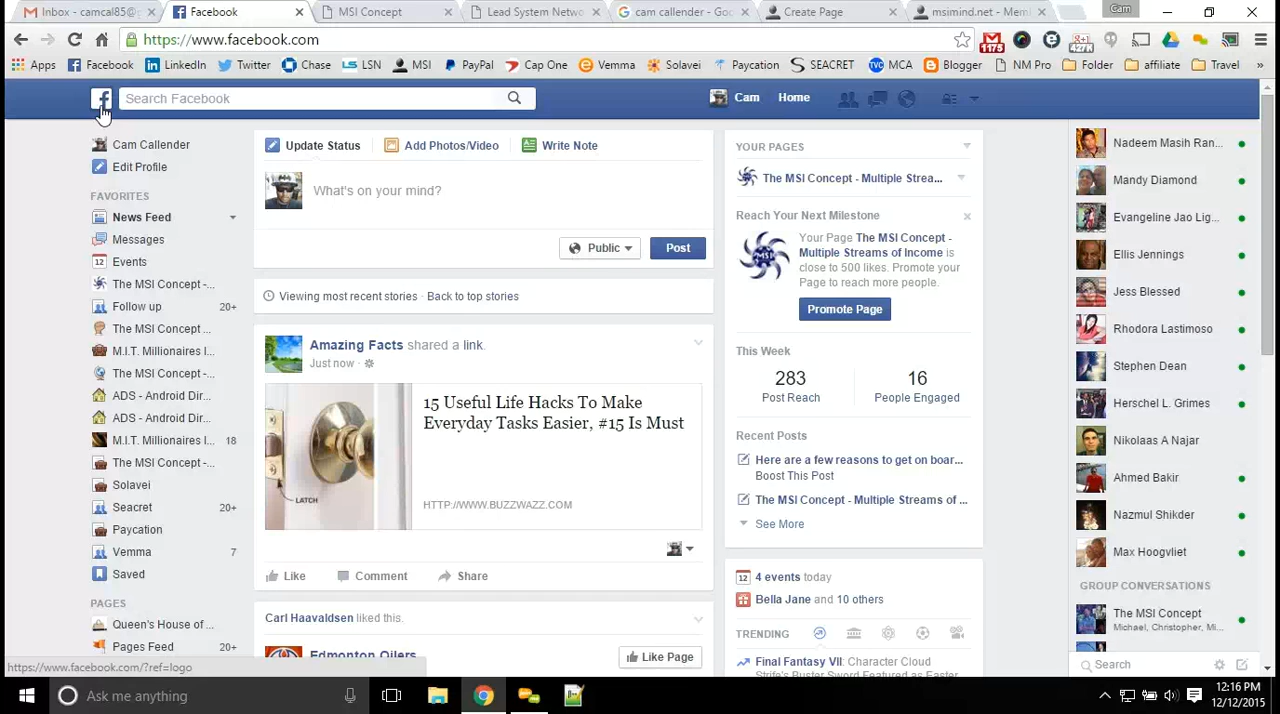 Inbox - camcal85@g
Facebook
MSI Concept
Lead System Netwo
cam callender - Goo
Create Page
msimind.net - Mem
Cam
https://www.facebook.com
1175
427K
Apps
Facebook
LinkedIn
Twitter
Chase
LSN
MSI
PayPal
Cap One
Vemma
Solavei
Paycation
SEACRET
MCA
Blogger
NM Pro
Folder
affiliate
Travel
»
Search Facebook
Cam
Home
Cam Callender
Edit Profile
FAVORITES
News Feed
Messages
Events
The MSI Concept -...
Follow up 20+
The MSI Concept ...
M.I.T. Millionaires I...
The MSI Concept -...
ADS - Android Dir...
ADS - Android Dir...
M.I.T. Millionaires I... 18
The MSI Concept -...
Solavei
Seacret 20+
Paycation
Vemma 7
Saved
PAGES
Queen's House of ...
Pages Feed 20+
https://www.facebook.com/?ref=logo
Update Status
Add Photos/Video
Write Note
What's on your mind?
Public
Post
Viewing most recent stories · Back to top stories
Amazing Facts shared a link.
Just now ·
LATCH
15 Useful Life Hacks To Make
Everyday Tasks Easier, #15 Is Must
HTTP://WWW.BUZZWAZZ.COM
Like
Comment
Share
Carl Haavaldsen liked this.
Edmonton Oilers
Like Page
YOUR PAGES
The MSI Concept - Multiple Strea...
Reach Your Next Milestone
Your Page The MSI Concept -
Multiple Streams of Income is
close to 500 likes. Promote your
Page to reach more people.
Promote Page
This Week
283
Post Reach
16
People Engaged
Recent Posts
Here are a few reasons to get on boar...
Boost This Post
The MSI Concept - Multiple Streams of ...
See More
4 events today
Bella Jane and 10 others
TRENDING
Final Fantasy VII: Character Cloud
Strife's Buster Sword Featured as Easter
Nadeem Masih Ran...
Mandy Diamond
Evangeline Jao Lig...
Ellis Jennings
Jess Blessed
Rhodora Lastimoso
Stephen Dean
Herschel L. Grimes
Nikolaas A Najar
Ahmed Bakir
Nazmul Shikder
Max Hoogvliet
GROUP CONVERSATIONS
The MSI Concept
Michael, Christopher, Mi...
Search
Ask me anything
12:16 PM
12/12/2015